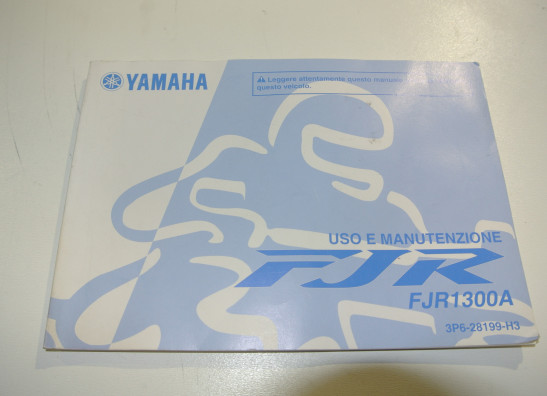 YAMAHA
Leggere attentamente questo manuale
questo veicolo.
USO E MANUTENZIONE
FJR
FJR1300A
3P6-28199-H3